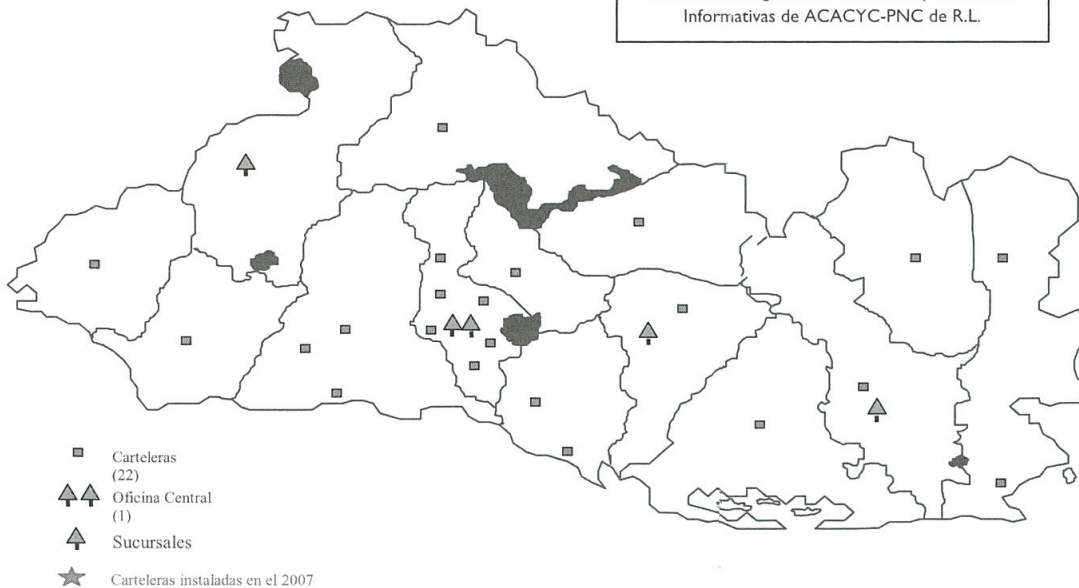 Informativas de ACACYC-PNC de R.L.
Carteleras
(22)
Oficina Central
(1)
Sucursales
Carteleras instaladas en el 2007